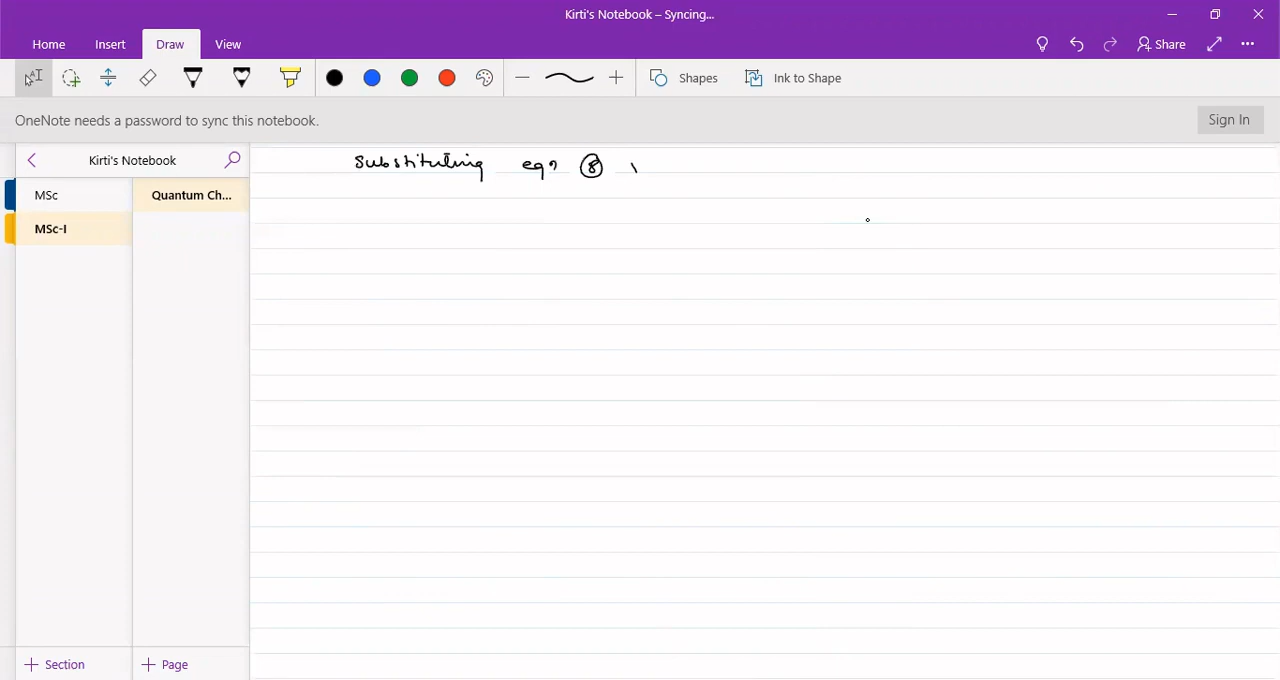 Kirti's Notebook – Syncing...
Home Insert Draw View Share
Shapes Ink to Shape
OneNote needs a password to sync this notebook. Sign In
Kirti's Notebook
MSc
MSc-I
Quantum Ch...
Substituting eqn 8
+ Section + Page